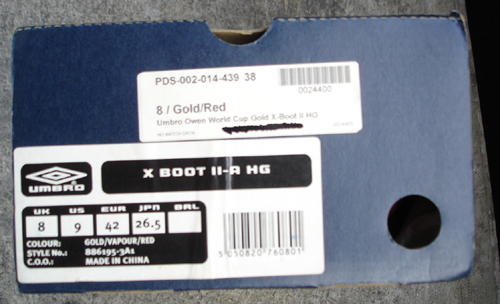 PDS-002-014-439 38
0024400
8 / Gold/Red
Umbro Owen World Cup Gold X-Boot II HG
UMBRO
X BOOT II-A HG
UK US EUR JPN BRL
8 9 42 26.5
COLOUR: GOLD/VAPOUR/RED
STYLE No.: 886195-3A1
C.O.O.: MADE IN CHINA
5 050820 760801